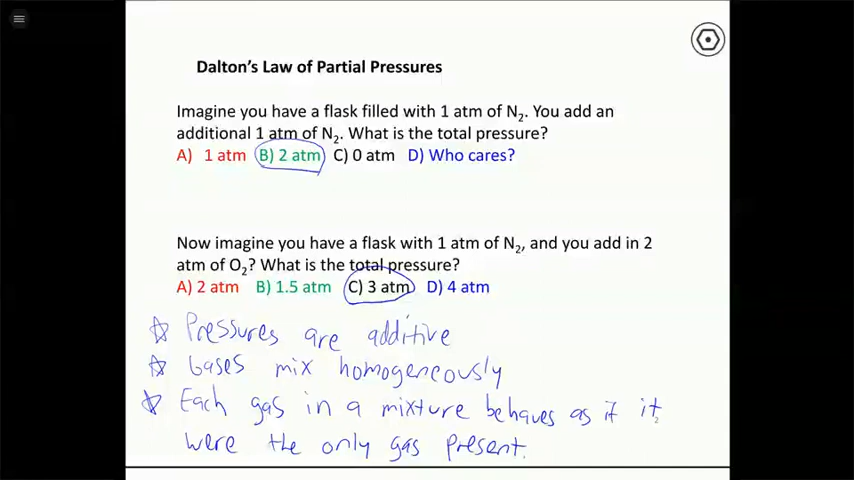 Dalton's Law of Partial Pressures
Imagine you have a flask filled with 1 atm of N₂. You add an
additional 1 atm of N₂. What is the total pressure?
A) 1 atm B) 2 atm C) 0 atm D) Who cares?
Now imagine you have a flask with 1 atm of N₂, and you add in 2
atm of O₂? What is the total pressure?
A) 2 atm B) 1.5 atm C) 3 atm D) 4 atm
☆ Pressures are additive
☆ Gases mix homogeneously
☆ Each gas in a mixture behaves as if it
were the only gas present.